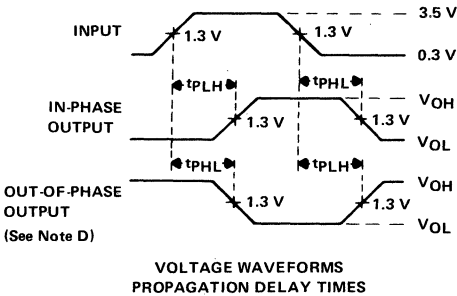 3.5 V
INPUT
1.3 V
1.3 V
0.3 V
tPLH
tPHL
VOH
IN-PHASE
OUTPUT
1.3 V
1.3 V
VOL
tPHL
tPLH
VOH
OUT-OF-PHASE
OUTPUT
(See Note D)
1.3 V
1.3 V
VOL
VOLTAGE WAVEFORMS
PROPAGATION DELAY TIMES